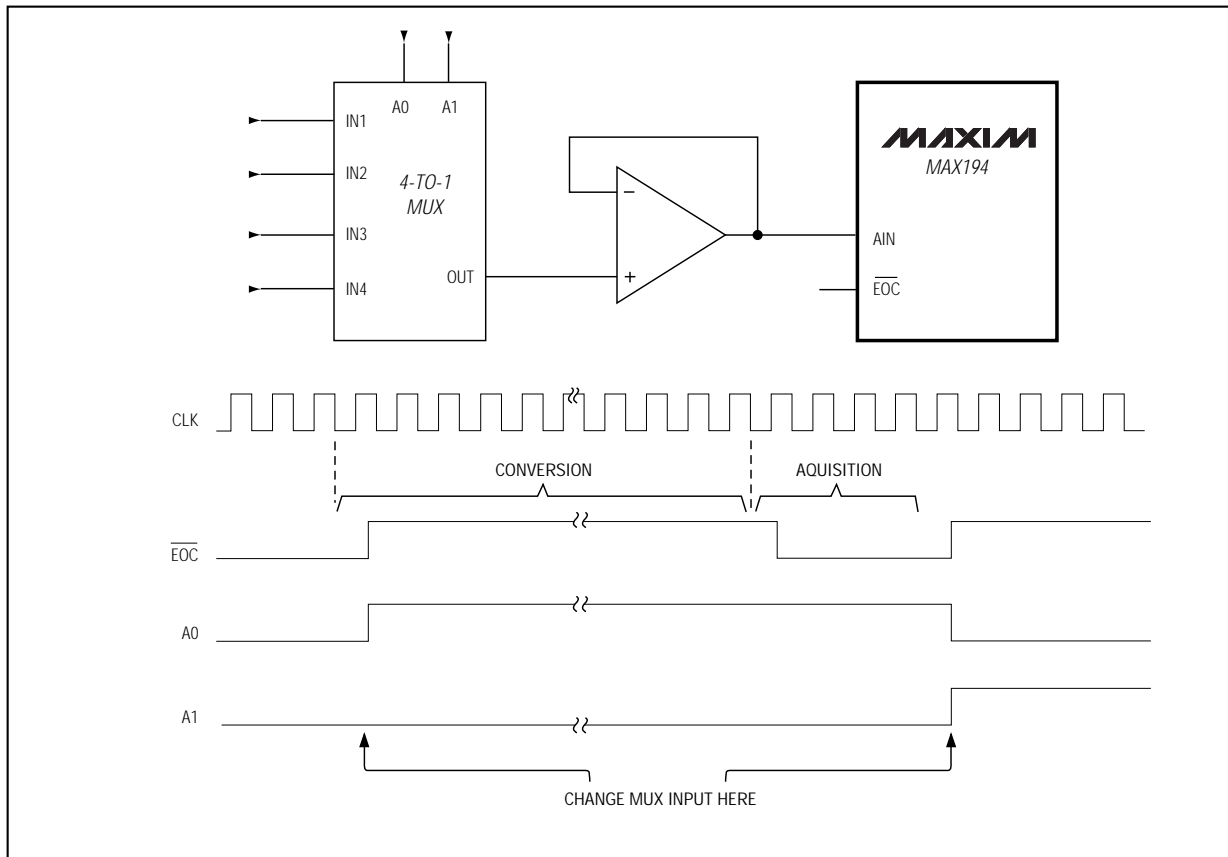 A0 A1
IN1
IN2
IN3
IN4
4-TO-1
MUX
OUT
−
+
MAXIM
MAX194
AIN
EOC
CLK
CONVERSION
AQUISITION
EOC
A0
A1
CHANGE MUX INPUT HERE